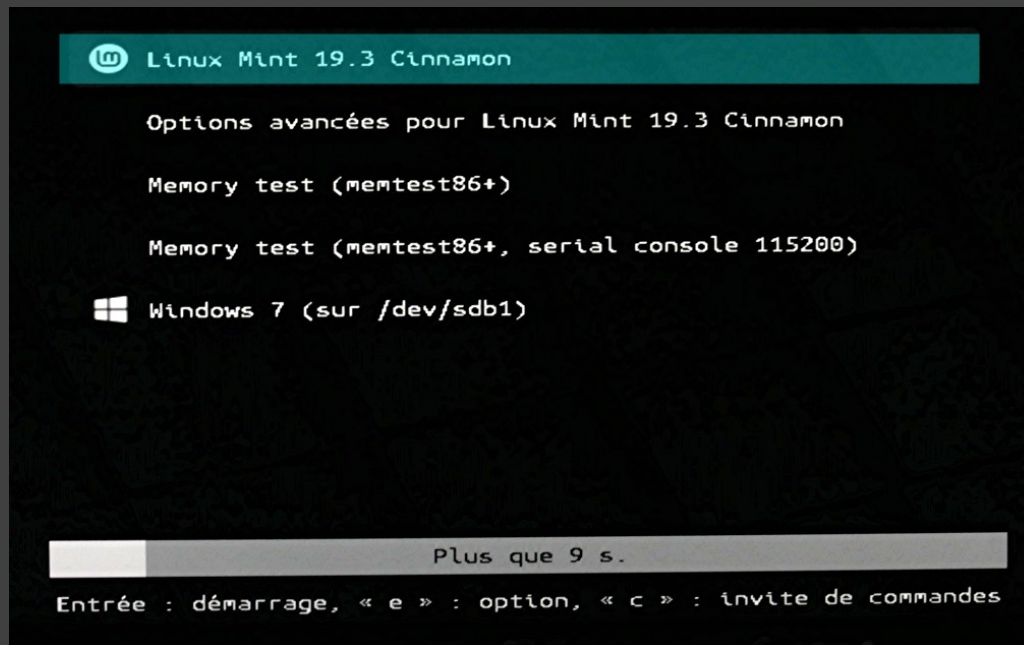 Linux Mint 19.3 Cinnamon
Options avancées pour Linux Mint 19.3 Cinnamon
Memory test (memtest86+)
Memory test (memtest86+, serial console 115200)
Windows 7 (sur /dev/sdb1)
Plus que 9 s.
Entrée : démarrage, « e » : option, « c » : invite de commandes